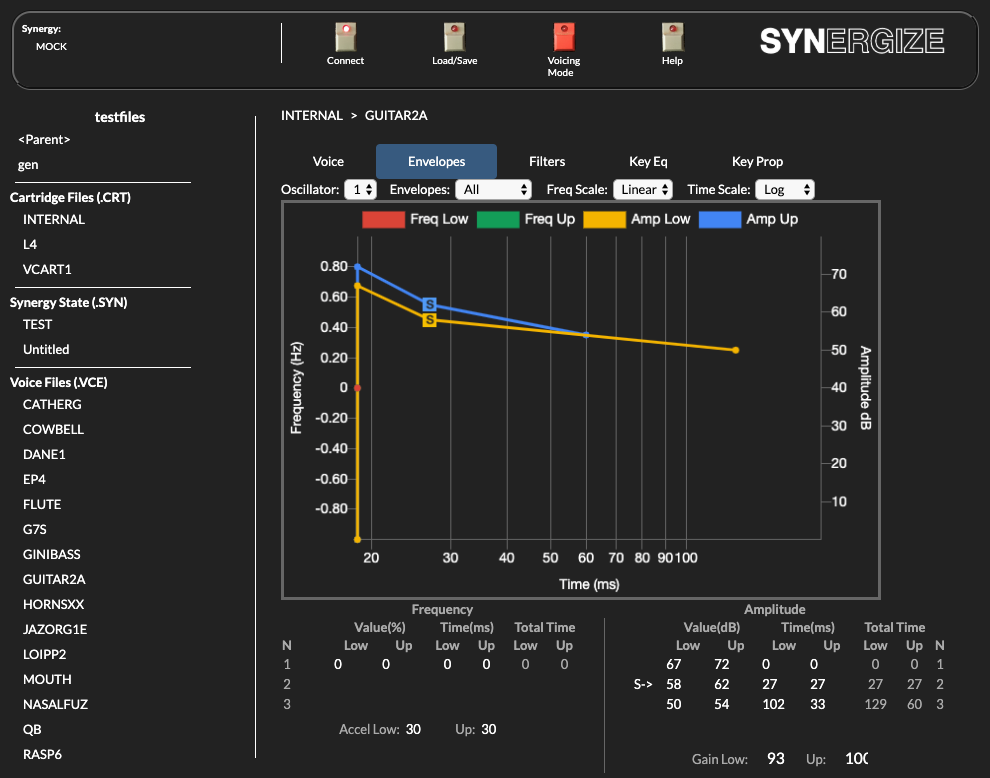 Synergy:
MOCK
Connect
Load/Save
Voicing
Mode
Help
SYNERGIZE
testfiles
<Parent>
gen
Cartridge Files (.CRT)
INTERNAL
L4
VCART1
Synergy State (.SYN)
TEST
Untitled
Voice Files (.VCE)
CATHERG
COWBELL
DANE1
EP4
FLUTE
G7S
GINIBASS
GUITAR2A
HORNSXX
JAZORG1E
LOIPP2
MOUTH
NASALFUZ
QB
RASP6
INTERNAL > GUITAR2A
Voice Envelopes Filters Key Eq Key Prop
Oscillator: 1 Envelopes: All Freq Scale: Linear Time Scale: Log
Freq Low Freq Up Amp Low Amp Up
Frequency (Hz)
0.80
0.60
0.40
0.20
0
-0.20
-0.40
-0.60
-0.80
S
S
70
60
50
40
30
20
10
Amplitude dB
20 30 40 50 60 70 80 90 100
Time (ms)
Frequency
Value(%) Time(ms) Total Time
N Low Up Low Up Low Up
1 0 0 0 0 0 0
2
3
Accel Low: 30 Up: 30
Amplitude
Value(dB) Time(ms) Total Time
Low Up Low Up Low Up N
67 72 0 0 0 0 1
S-> 58 62 27 27 27 27 2
50 54 102 33 129 60 3
Gain Low: 93 Up: